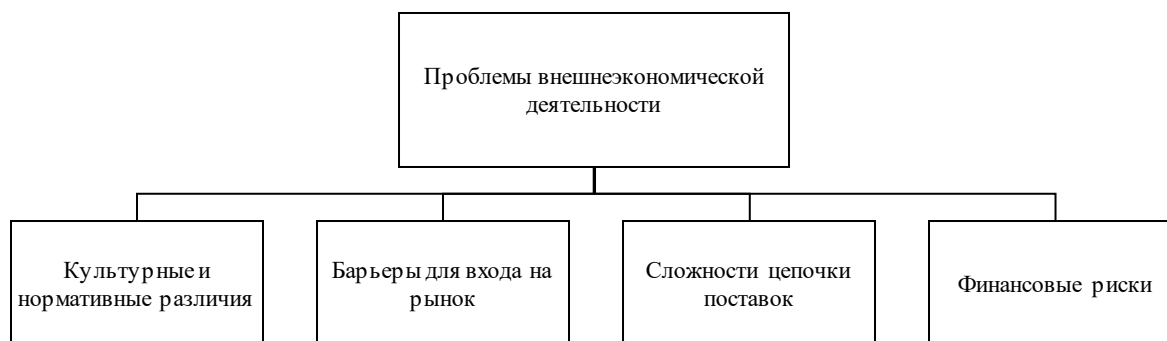 Проблемы внешнеэкономической
деятельности
Культурные и
нормативные различия
Барьеры для входа на
рынок
Сложности цепочки
поставок
Финансовые риски